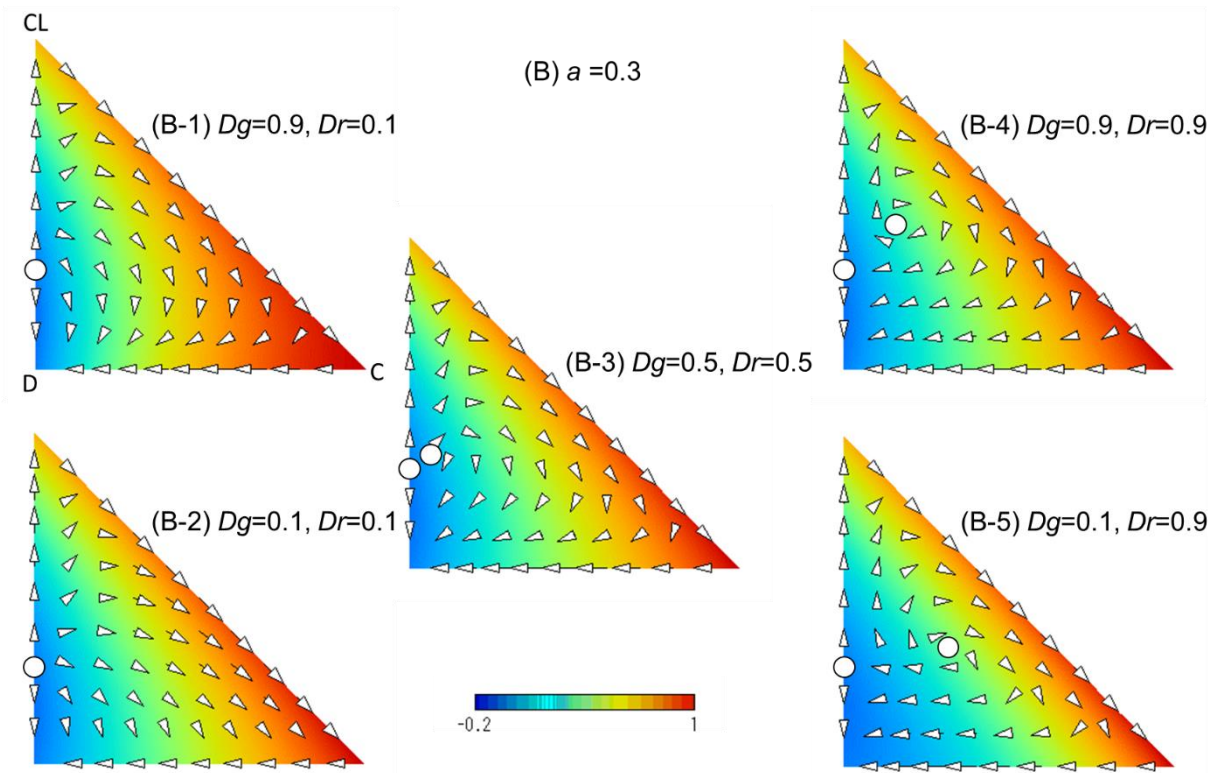 CL
(B) a =0.3
(B-1) Dg=0.9, Dr=0.1
(B-4) Dg=0.9, Dr=0.9
D
C
(B-3) Dg=0.5, Dr=0.5
(B-2) Dg=0.1, Dr=0.1
(B-5) Dg=0.1, Dr=0.9
-0.2 1